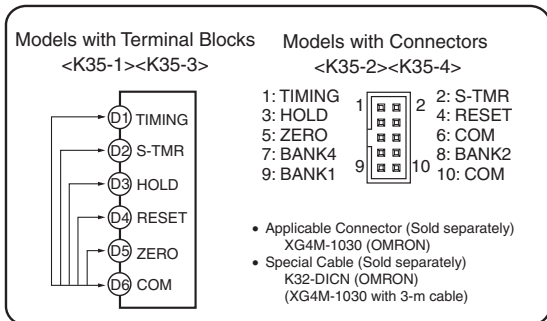 Models with Terminal Blocks
<K35-1><K35-3>
D1 TIMING
D2 S-TMR
D3 HOLD
D4 RESET
D5 ZERO
D6 COM
Models with Connectors
<K35-2><K35-4>
1: TIMING
3: HOLD
5: ZERO
7: BANK4
9: BANK1
1 2
9 10
2: S-TMR
4: RESET
6: COM
8: BANK2
10: COM
• Applicable Connector (Sold separately)
XG4M-1030 (OMRON)
• Special Cable (Sold separately)
K32-DICN (OMRON)
(XG4M-1030 with 3-m cable)